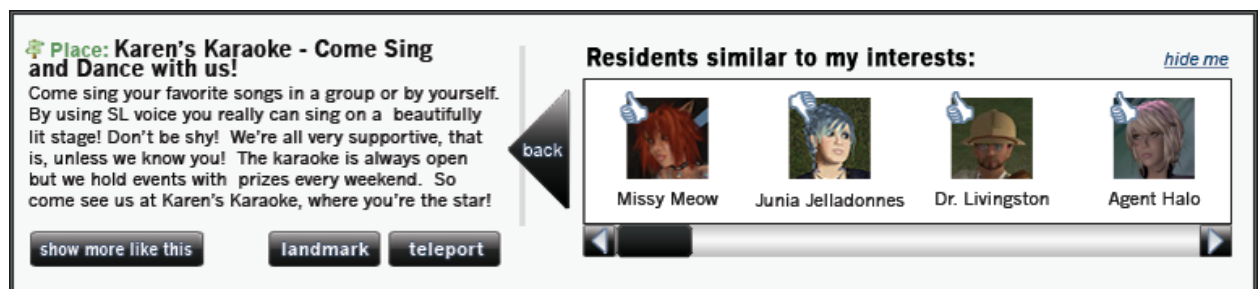 Place: Karen's Karaoke - Come Sing
and Dance with us!
Come sing your favorite songs in a group or by yourself.
By using SL voice you really can sing on a beautifully
lit stage! Don't be shy! We're all very supportive, that
is, unless we know you! The karaoke is always open
but we hold events with prizes every weekend. So
come see us at Karen's Karaoke, where you're the star!
show more like this
landmark
teleport
back
Residents similar to my interests:
hide me
Missy Meow
Junia Jelladonnes
Dr. Livingston
Agent Halo